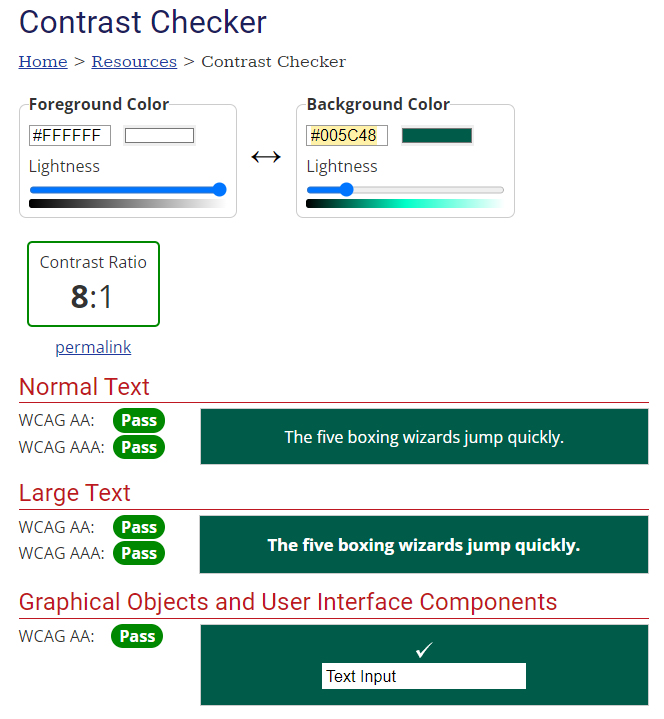 Contrast Checker
Home > Resources > Contrast Checker
Foreground Color
#FFFFFF
Lightness
Background Color
#005C48
Lightness
Contrast Ratio
8:1
permalink
Normal Text
WCAG AA: Pass
WCAG AAA: Pass
The five boxing wizards jump quickly.
Large Text
WCAG AA: Pass
WCAG AAA: Pass
The five boxing wizards jump quickly.
Graphical Objects and User Interface Components
WCAG AA: Pass
✓
Text Input